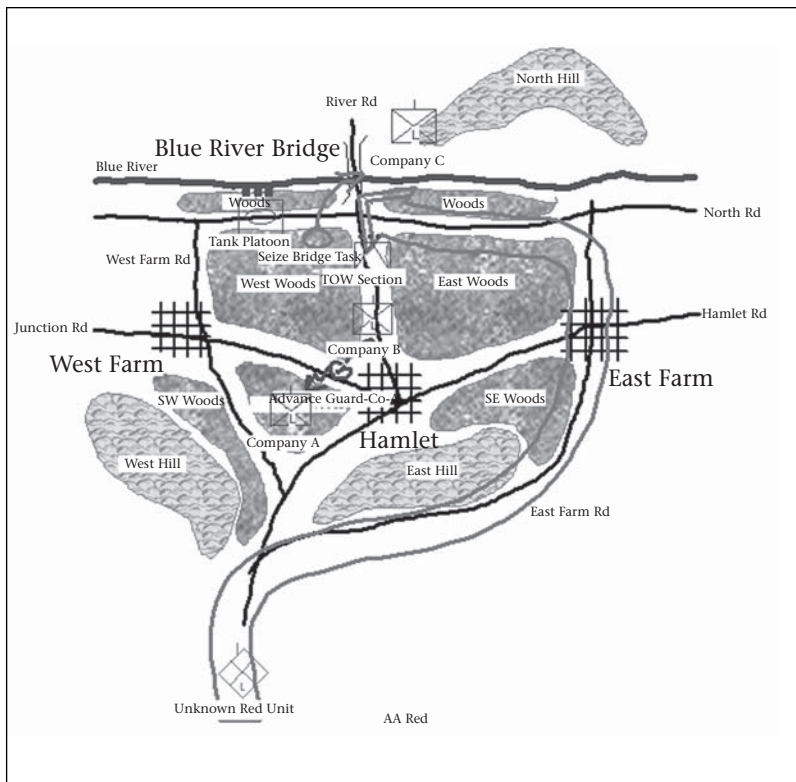 North Hill
River Rd
Blue River Bridge
Company C
Blue River
L
Woods
Woods
North Rd
Tank Platoon
West Farm Rd
Seize Bridge Task
TOW Section
West Woods
East Woods
Junction Rd
Hamlet Rd
Company B
West Farm
East Farm
SW Woods
Advance Guard-Co-A
SE Woods
L
Company A
Hamlet
West Hill
East Hill
East Farm Rd
L
Unknown Red Unit
AA Red